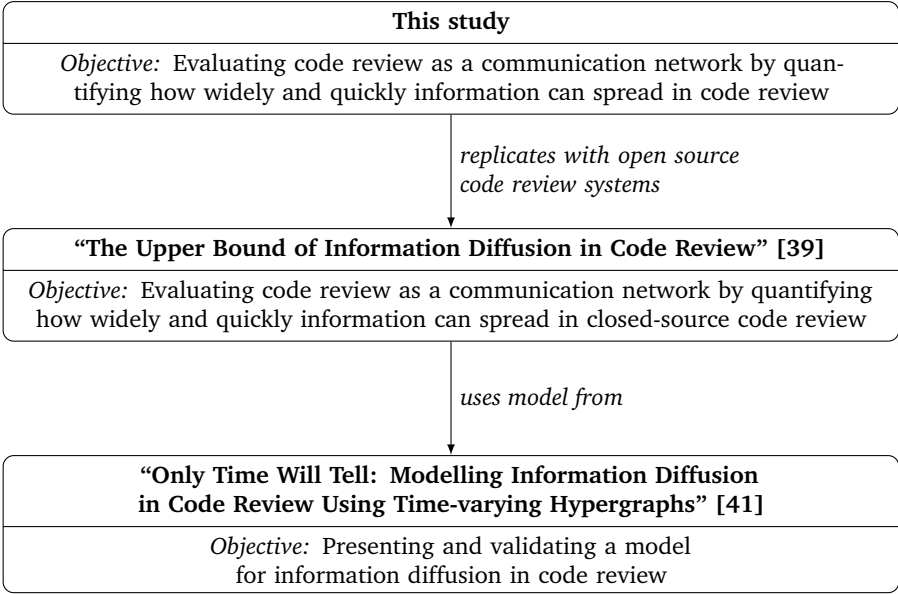 This study
Objective: Evaluating code review as a communication network by quan-
tifying how widely and quickly information can spread in code review
replicates with open source
code review systems
“The Upper Bound of Information Diffusion in Code Review” [39]
Objective: Evaluating code review as a communication network by quantifying
how widely and quickly information can spread in closed-source code review
uses model from
“Only Time Will Tell: Modelling Information Diffusion
in Code Review Using Time-varying Hypergraphs” [41]
Objective: Presenting and validating a model
for information diffusion in code review